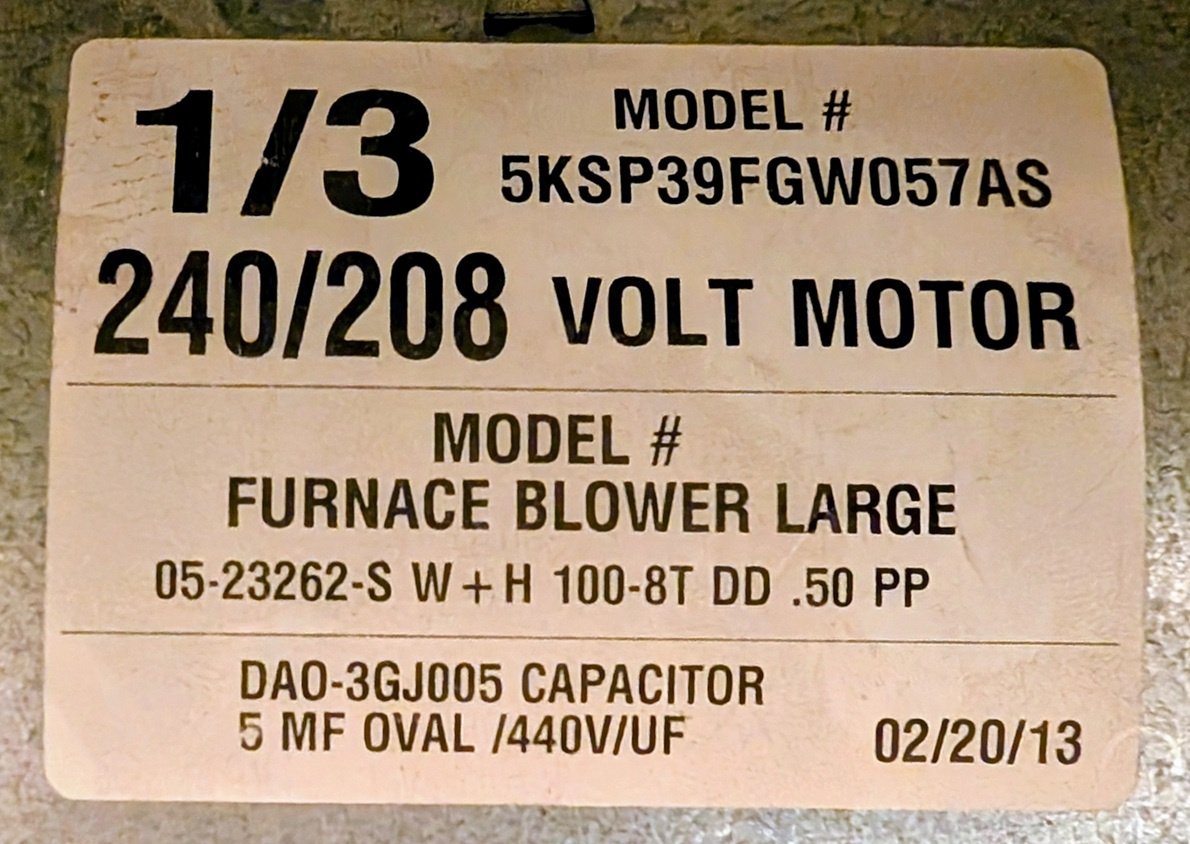 1/3
MODEL #
5KSP39FGW057AS
240/208 VOLT MOTOR
MODEL #
FURNACE BLOWER LARGE
05-23262-S W+H 100-8T DD .50 PP
DAO-3GJ005 CAPACITOR
5 MF OVAL /440V/UF
02/20/13